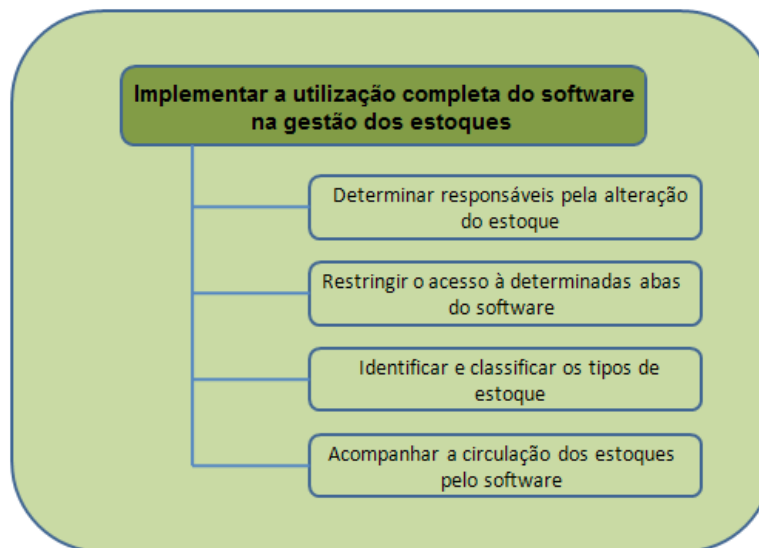 Implementar a utilização completa do software
na gestão dos estoques
Determinar responsáveis pela alteração
do estoque
Restringir o acesso à determinadas abas
do software
Identificar e classificar os tipos de
estoque
Acompanhar a circulação dos estoques
pelo software